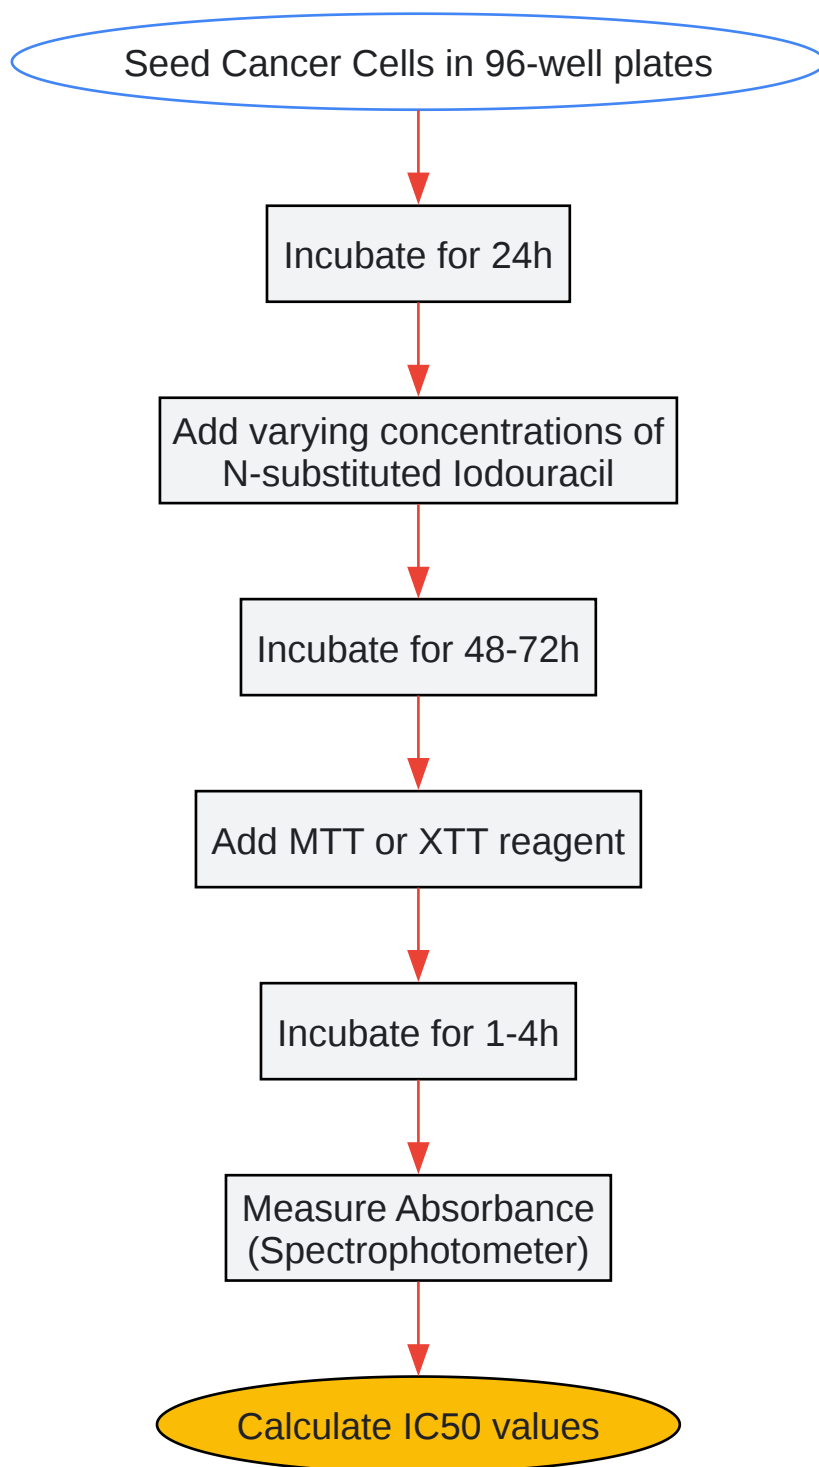 Seed Cancer Cells in 96-well plates
Incubate for 24h
Add varying concentrations of
N-substituted Iodouracil
Incubate for 48-72h
Add MTT or XTT reagent
Incubate for 1-4h
Measure Absorbance
(Spectrophotometer)
Calculate IC50 values